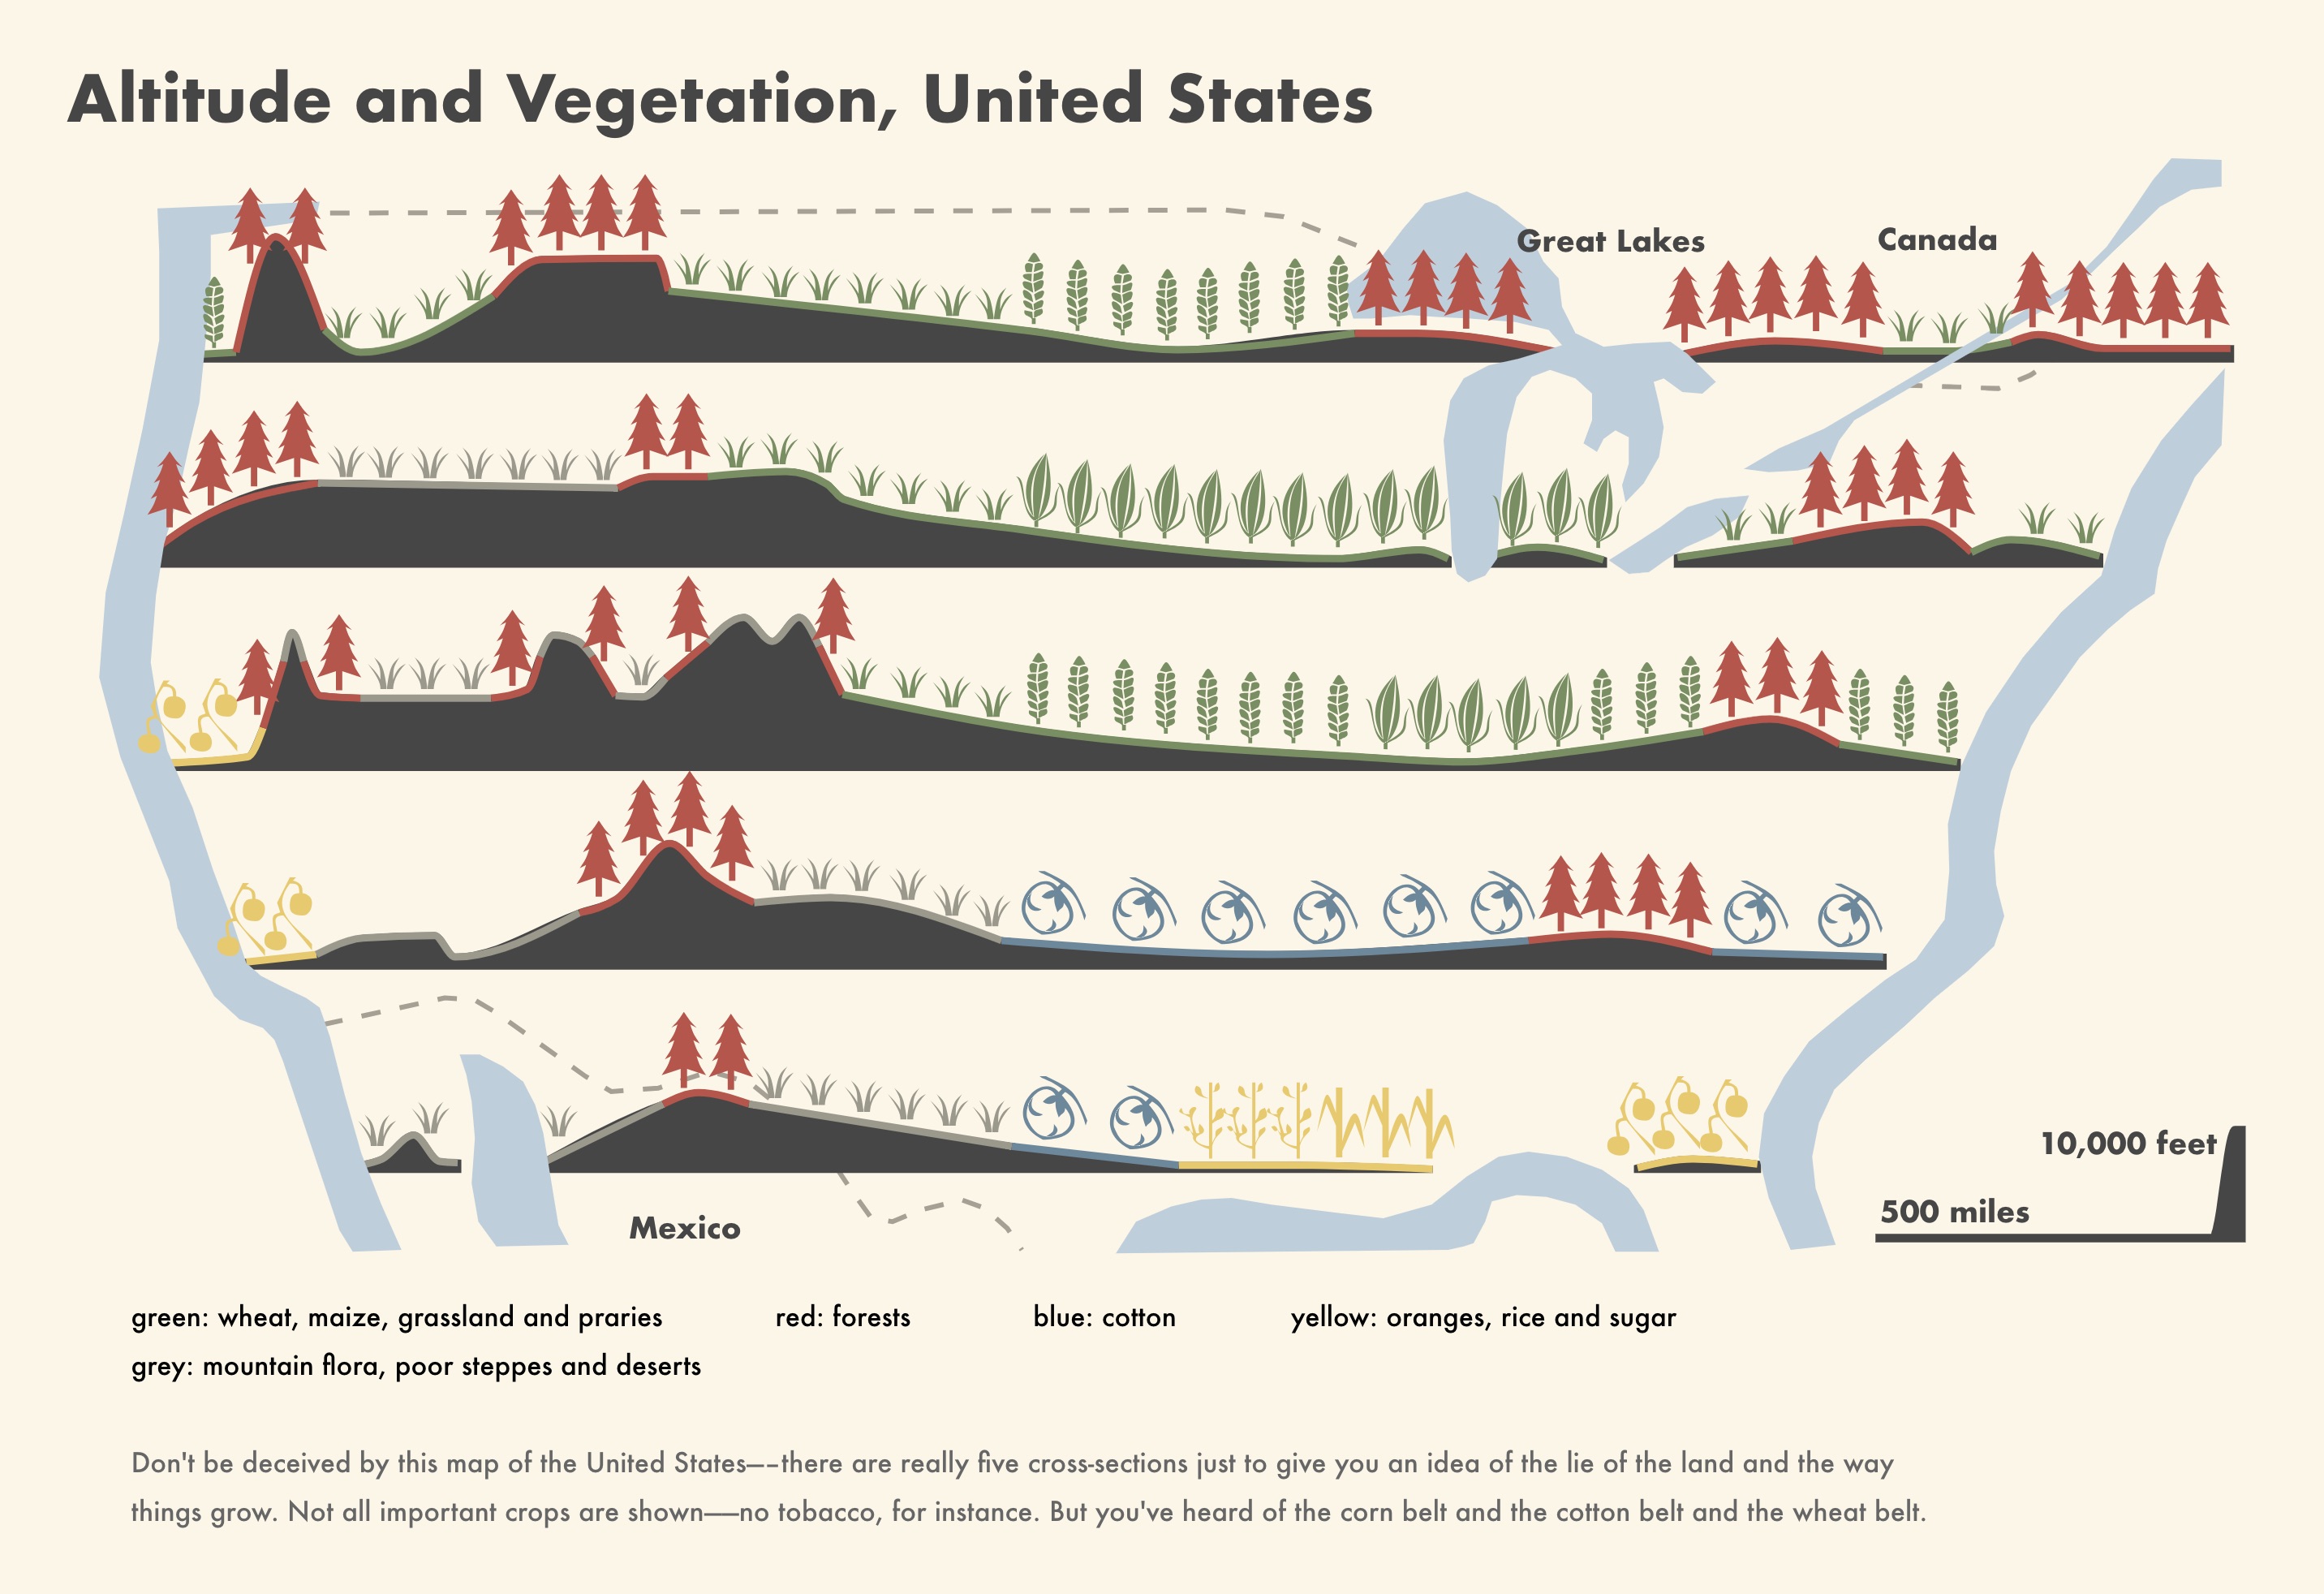 Altitude and Vegetation, United States
Great Lakes
Canada
10,000 feet
500 miles
Mexico
green: wheat, maize, grassland and praries
red: forests
blue: cotton
yellow: oranges, rice and sugar
grey: mountain flora, poor steppes and deserts
Don't be deceived by this map of the United States––there are really five cross-sections just to give you an idea of the lie of the land and the way
things grow. Not all important crops are shown——no tobacco, for instance. But you've heard of the corn belt and the cotton belt and the wheat belt.